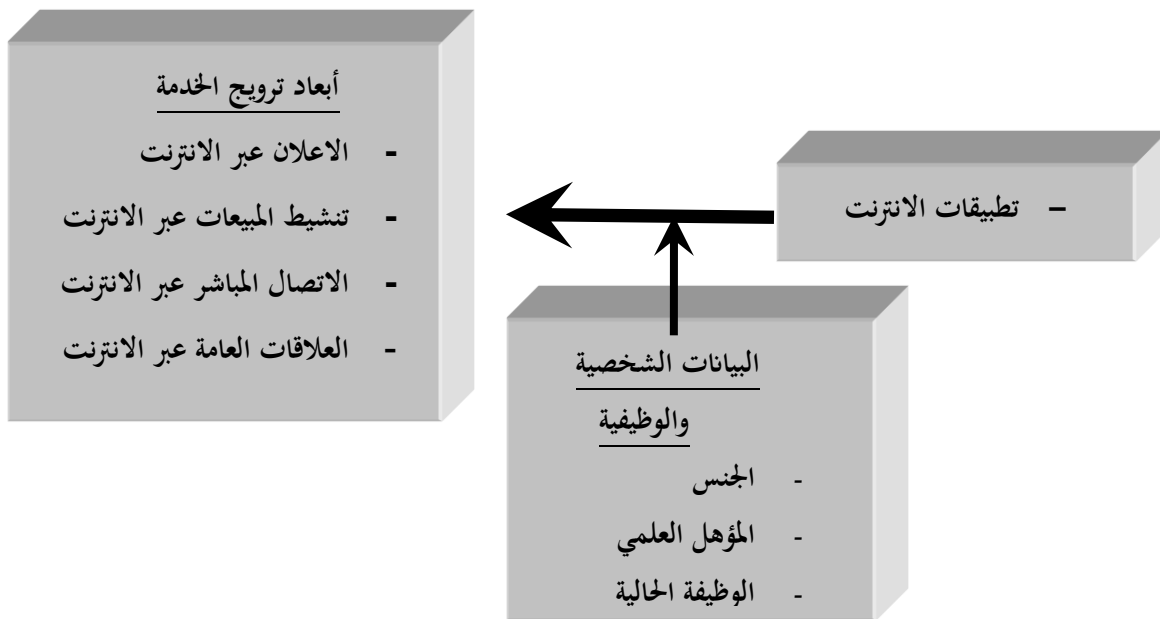 أبعاد ترويج الخدمة
- الاعلان عبر الانترنت
- تنشيط المبيعات عبر الانترنت
- الاتصال المباشر عبر الانترنت
- العلاقات العامة عبر الانترنت
– تطبيقات الانترنت
البيانات الشخصية
والوظيفية
- الجنس
- المؤهل العلمي
- الوظيفة الحالية